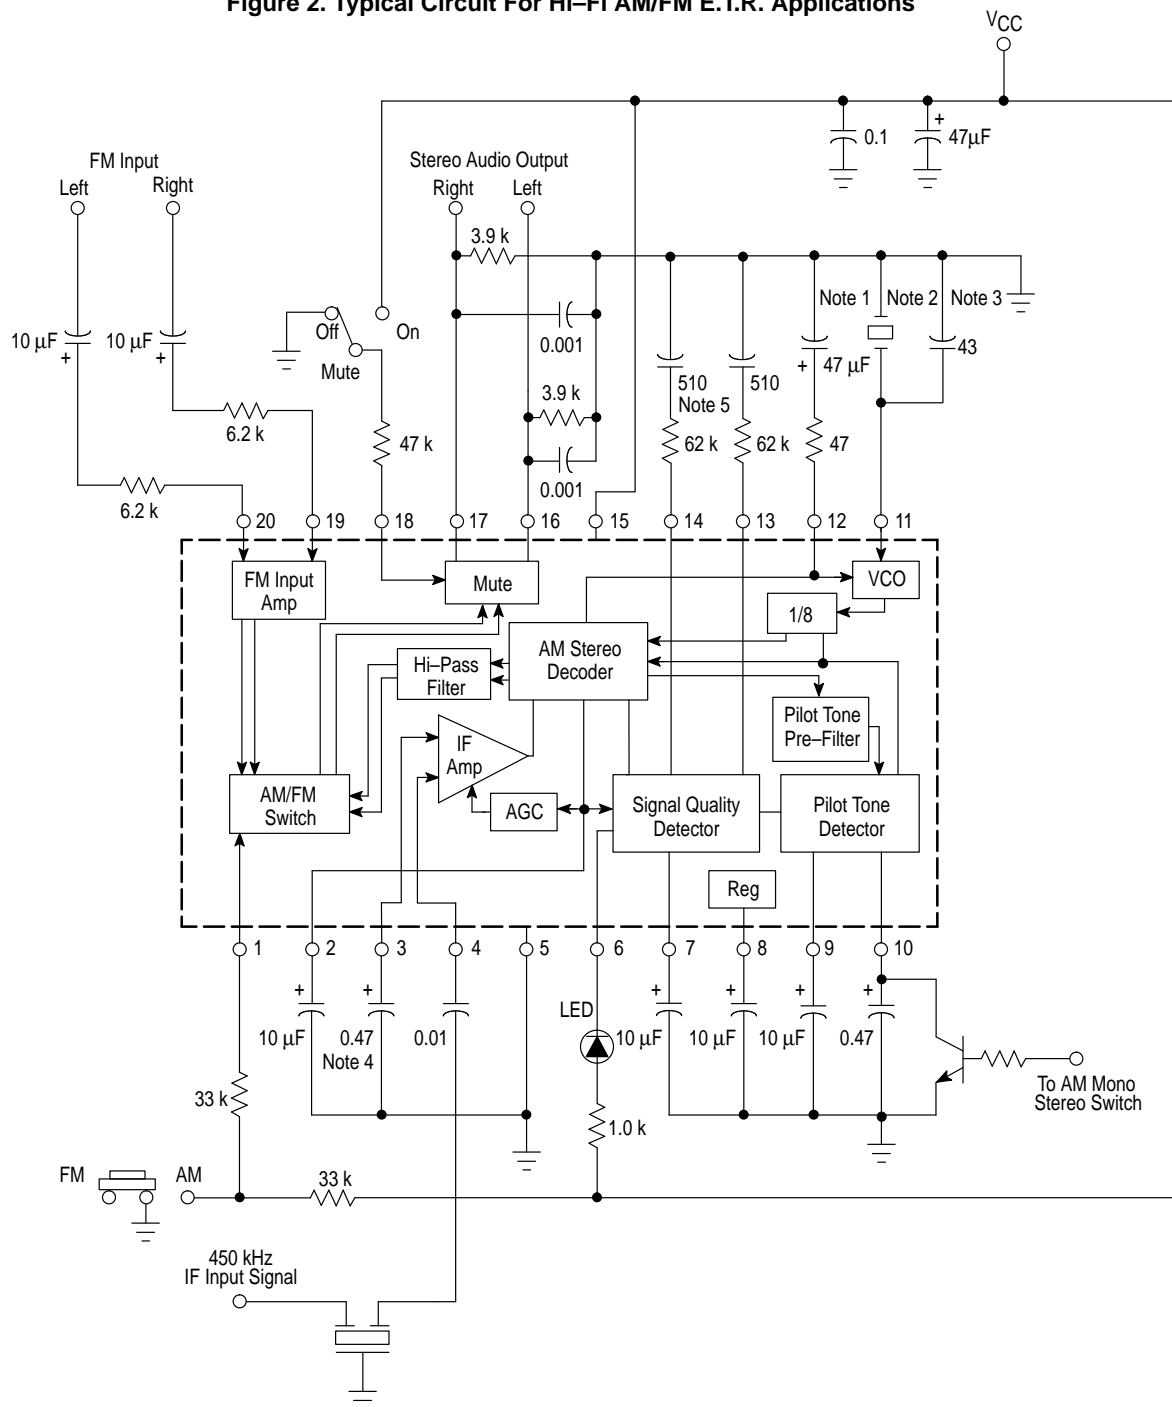 Figure 2. Typical Circuit For Hi–Fi AM/FM E.T.R. Applications
VCC
0.1
+
47µF
FM Input
Left
Right
Stereo Audio Output
Right
Left
3.9 k
10 µF
+
10 µF
+
Off
On
Mute
0.001
Note 1
Note 2
Note 3
+
47 µF
43
510
Note 5
510
3.9 k
6.2 k
47 k
62 k
62 k
47
0.001
6.2 k
20
19
18
17
16
15
14
13
12
11
FM Input
Amp
Mute
VCO
1/8
AM Stereo
Decoder
Hi–Pass
Filter
Pilot Tone
Pre–Filter
IF
Amp
AM/FM
Switch
AGC
Signal Quality
Detector
Pilot Tone
Detector
Reg
1
2
3
4
5
6
7
8
9
10
+
10 µF
+
0.47
Note 4
0.01
LED
+
10 µF
+
10 µF
+
10 µF
+
0.47
To AM Mono
Stereo Switch
33 k
1.0 k
FM
AM
33 k
450 kHz
IF Input Signal